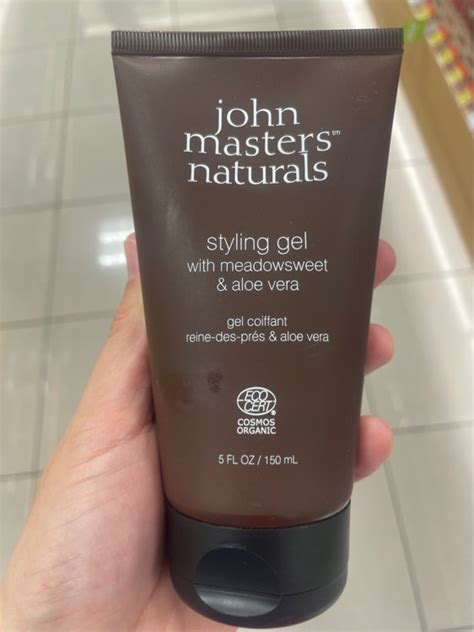 john
masters™
naturals
styling gel
with meadowsweet
& aloe vera
gel coiffant
reine-des-prés & aloe vera
ECO
CERT®
COSMOS
ORGANIC
5 FL OZ / 150 mL